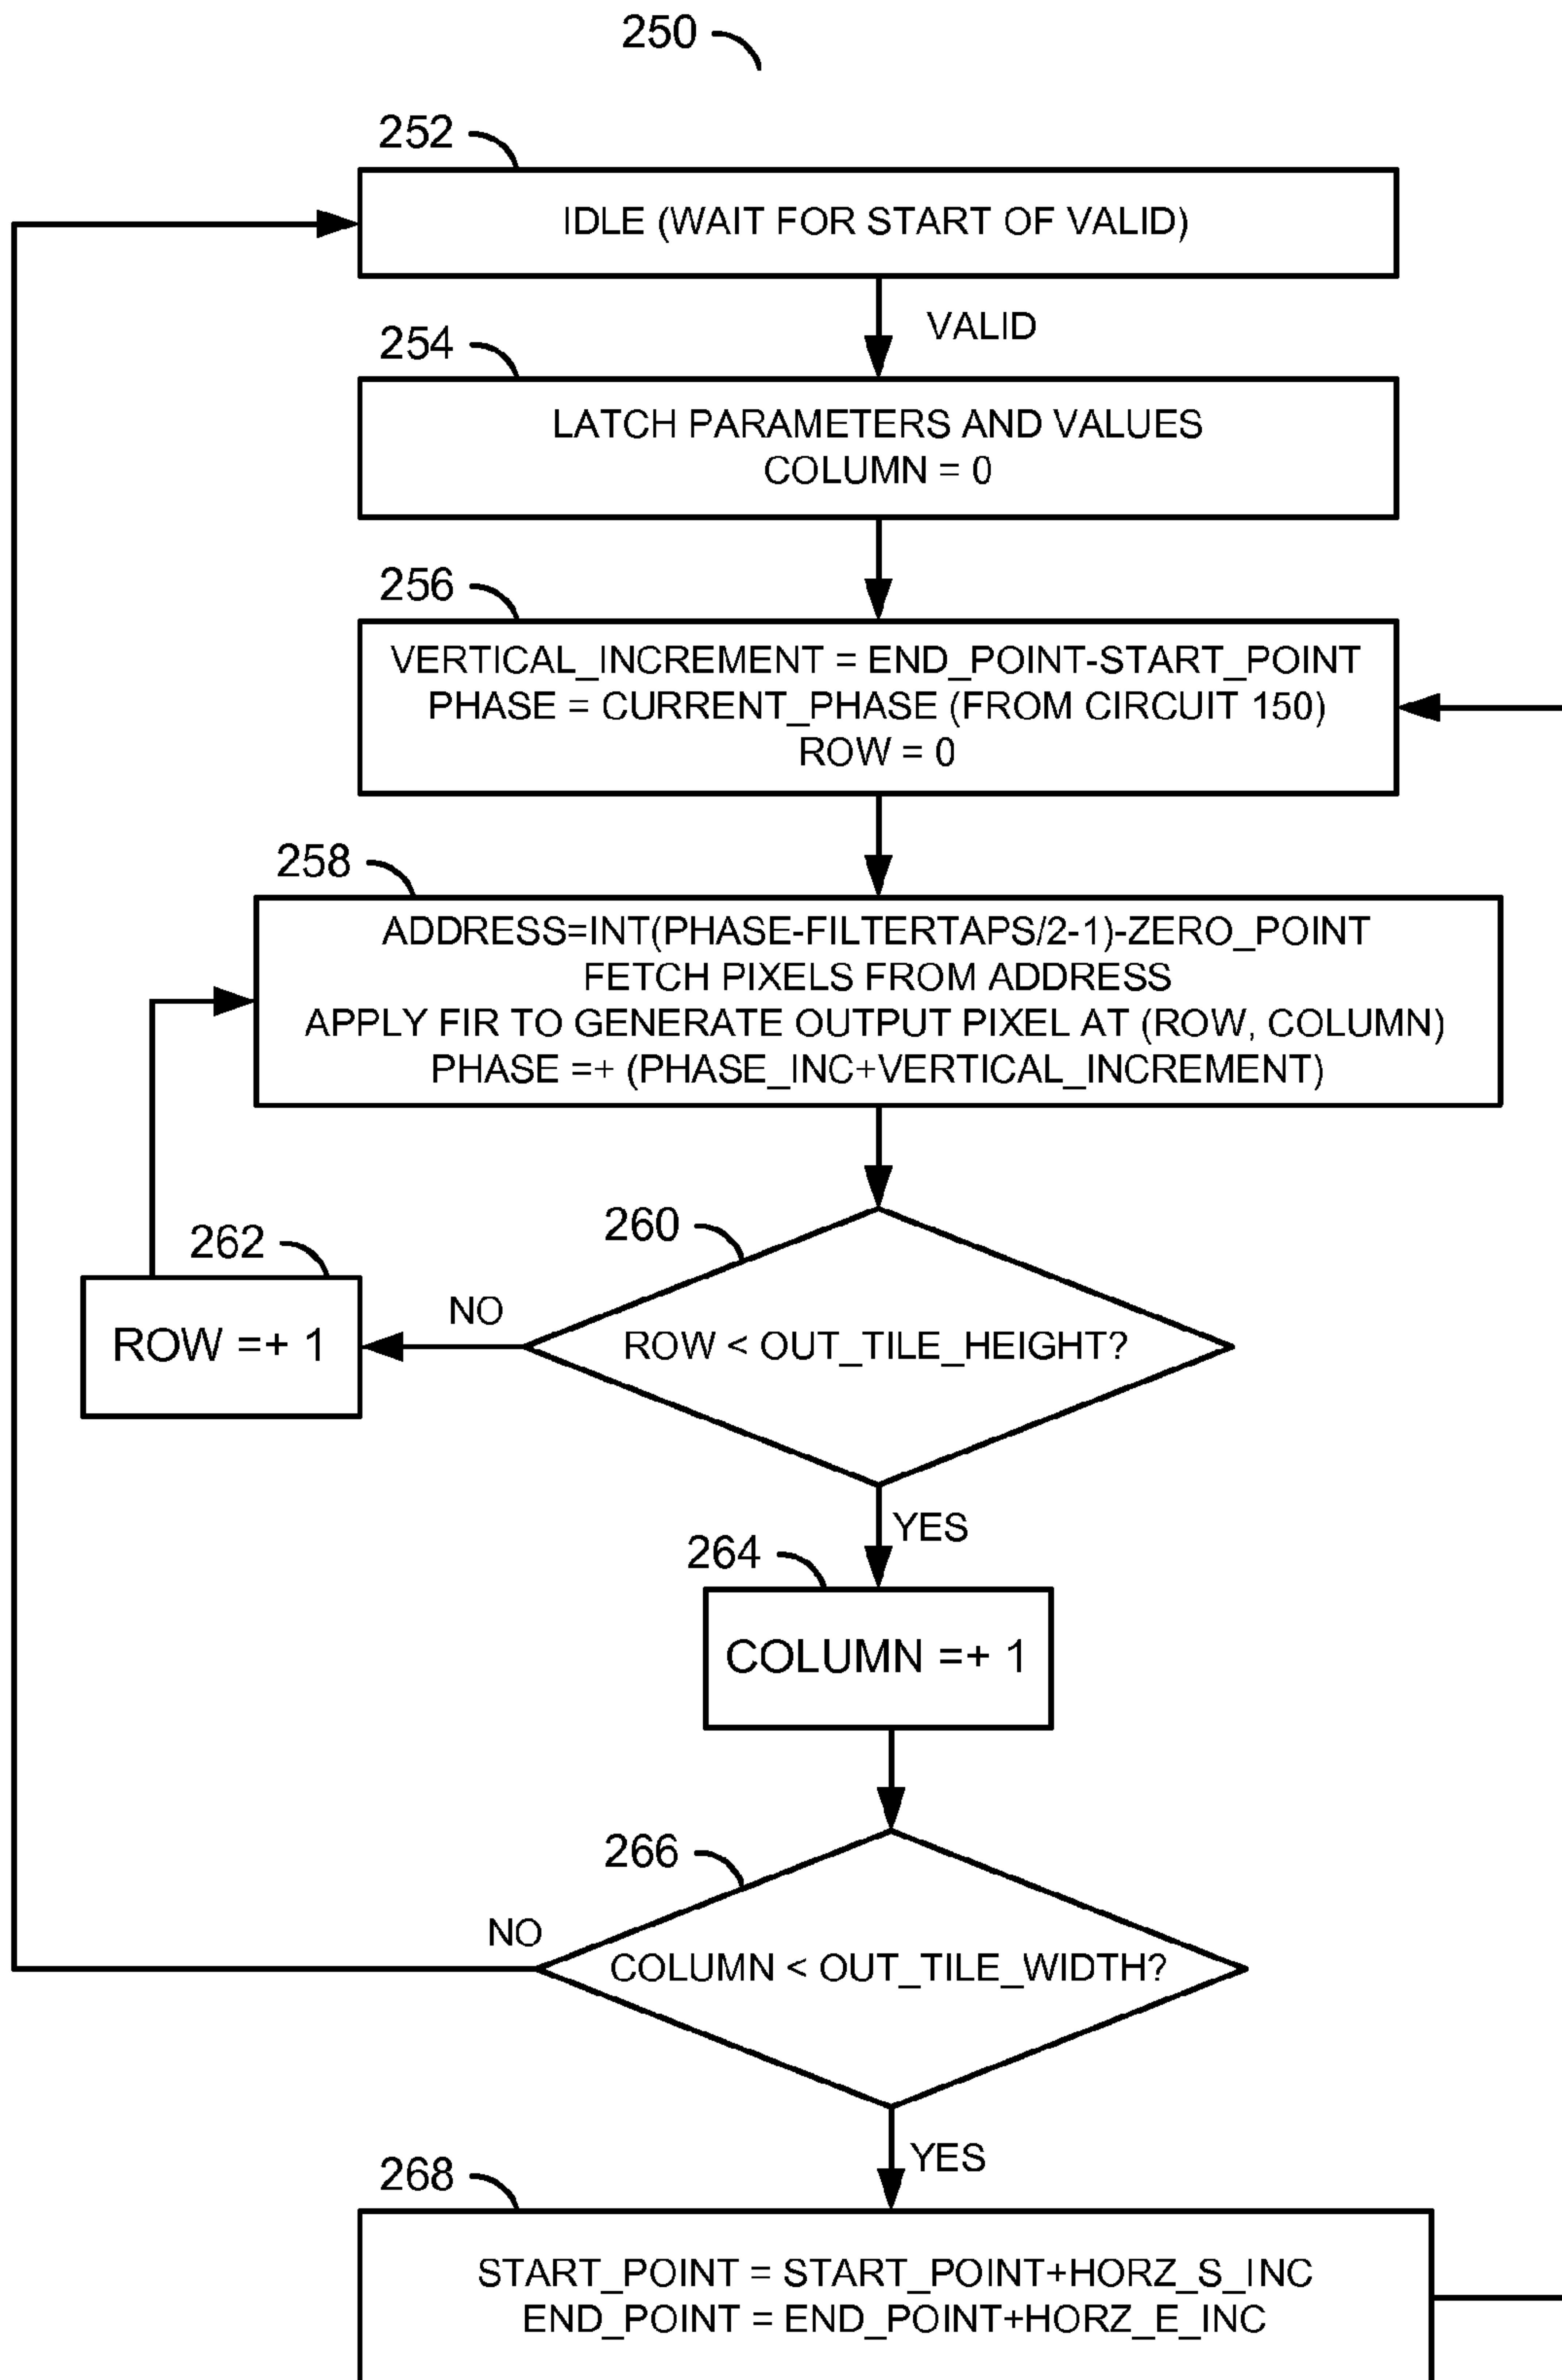 250
252
IDLE (WAIT FOR START OF VALID)
VALID
254
LATCH PARAMETERS AND VALUES
COLUMN = 0
256
VERTICAL_INCREMENT = END_POINT-START_POINT
PHASE = CURRENT_PHASE (FROM CIRCUIT 150)
ROW = 0
258
ADDRESS=INT(PHASE-FILTERTAPS/2-1)-ZERO_POINT
FETCH PIXELS FROM ADDRESS
APPLY FIR TO GENERATE OUTPUT PIXEL AT (ROW, COLUMN)
PHASE =+ (PHASE_INC+VERTICAL_INCREMENT)
260
262
NO
ROW =+ 1
ROW < OUT_TILE_HEIGHT?
YES
264
COLUMN =+ 1
266
NO
COLUMN < OUT_TILE_WIDTH?
YES
268
START_POINT = START_POINT+HORZ_S_INC
END_POINT = END_POINT+HORZ_E_INC